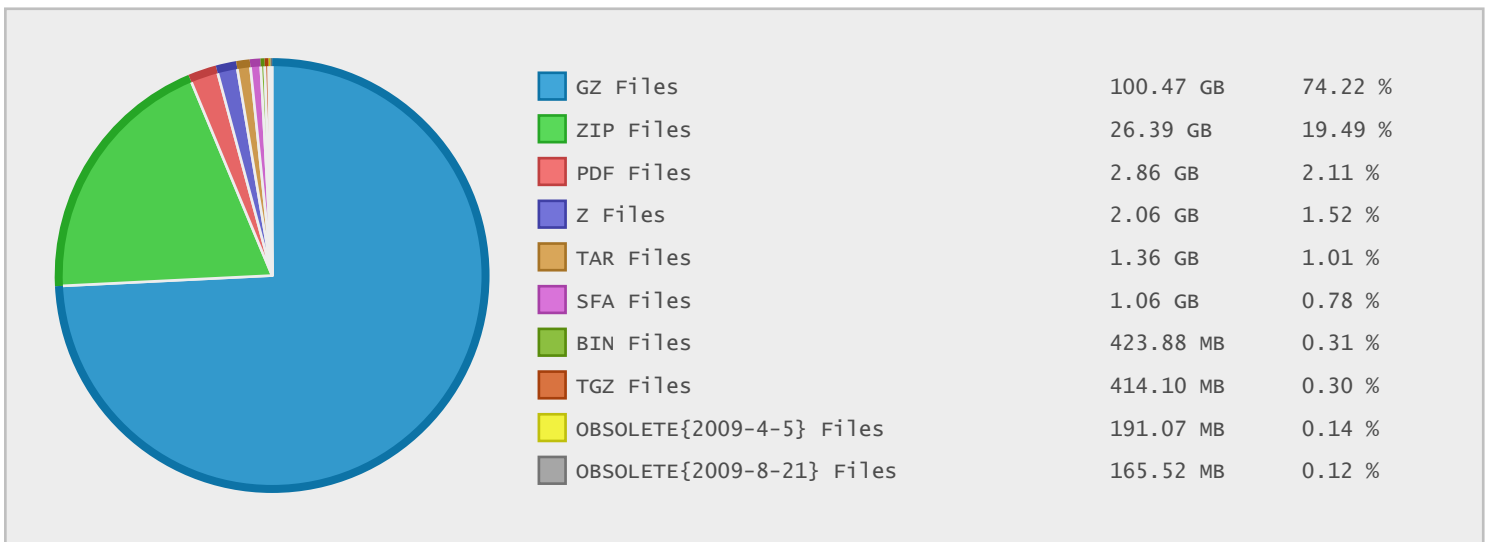 GZ Files 100.47 GB 74.22 %
ZIP Files 26.39 GB 19.49 %
PDF Files 2.86 GB 2.11 %
Z Files 2.06 GB 1.52 %
TAR Files 1.36 GB 1.01 %
SFA Files 1.06 GB 0.78 %
BIN Files 423.88 MB 0.31 %
TGZ Files 414.10 MB 0.30 %
OBSOLETE{2009-4-5} Files 191.07 MB 0.14 %
OBSOLETE{2009-8-21} Files 165.52 MB 0.12 %